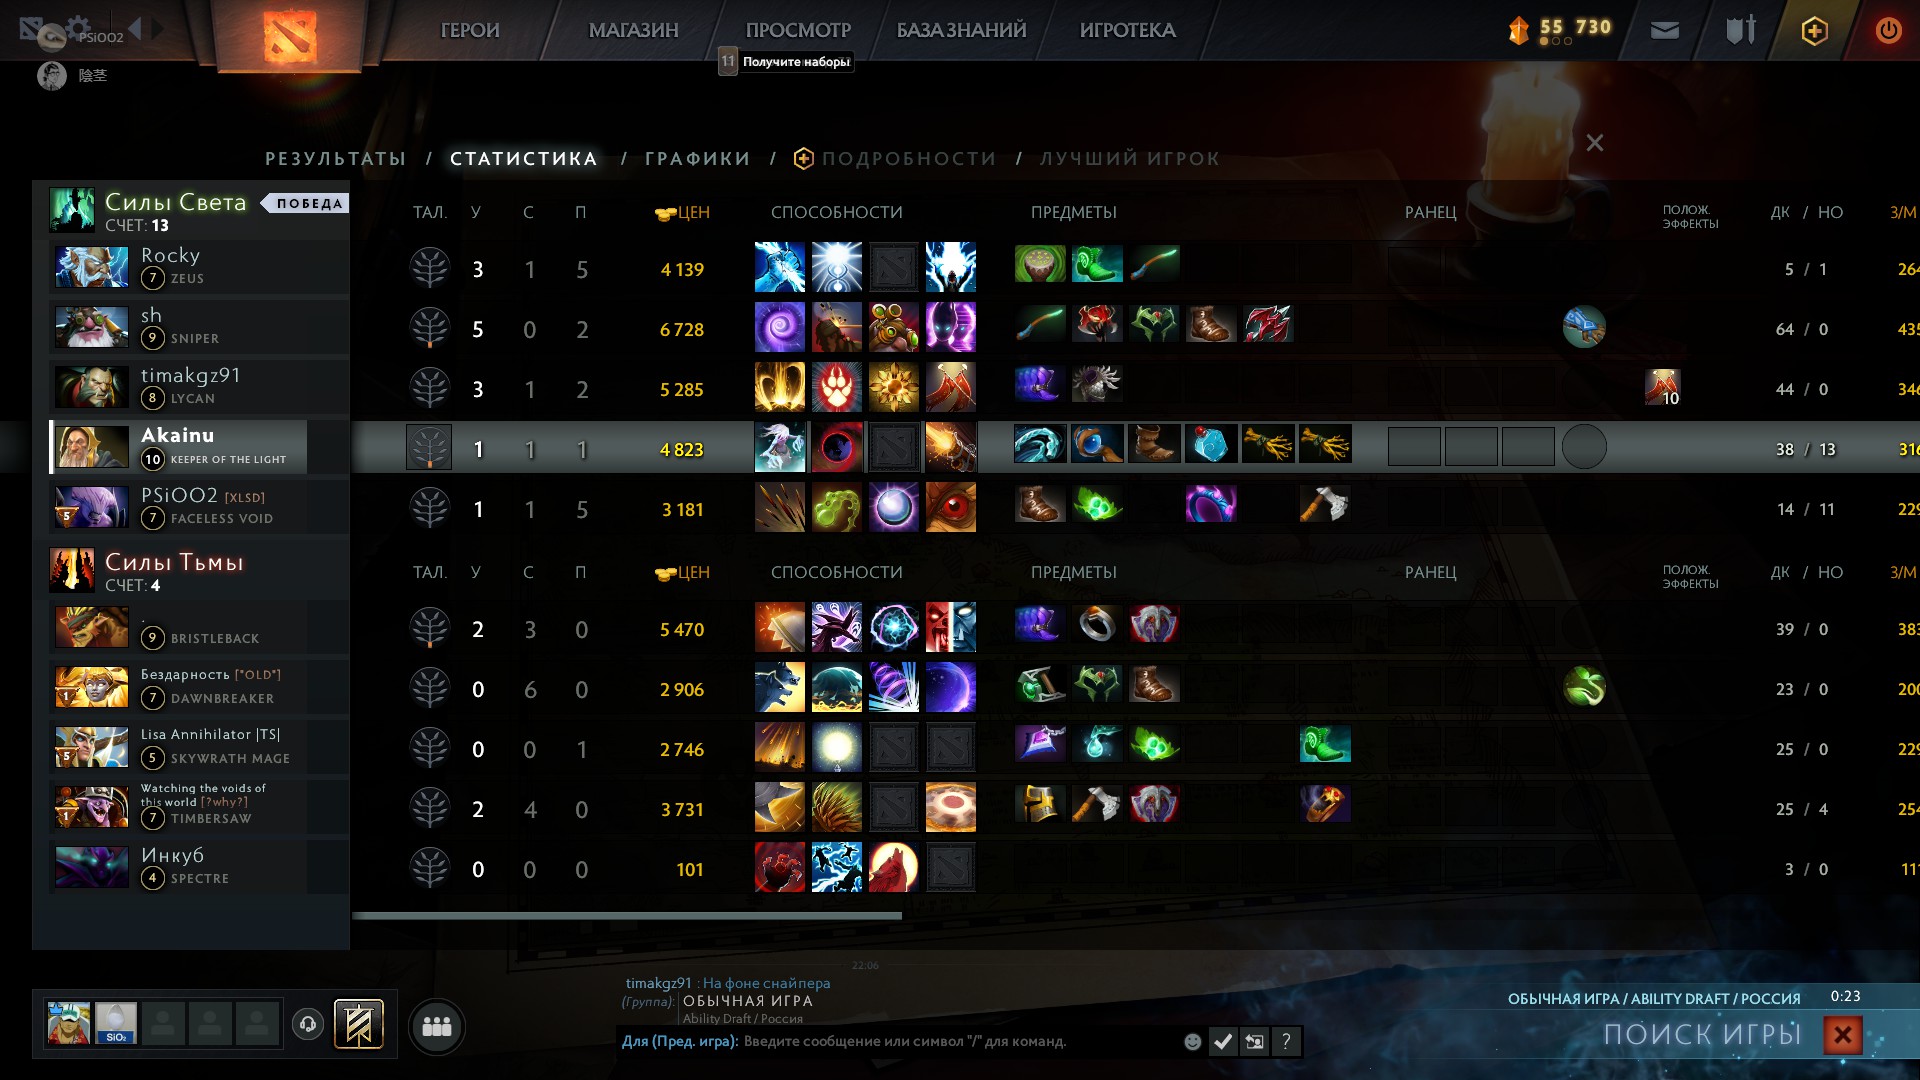 PSiOO2
陰茎
ГЕРОИ
МАГАЗИН
ПРОСМОТР
БАЗА ЗНАНИЙ
ИГРОТЕКА
55 730
11 Получите наборы
РЕЗУЛЬТАТЫ / СТАТИСТИКА / ГРАФИКИ / ПОДРОБНОСТИ / ЛУЧШИЙ ИГРОК
Силы Света ПОБЕДА
СЧЕТ: 13
ТАЛ. У С П ЦЕН СПОСОБНОСТИ ПРЕДМЕТЫ РАНЕЦ ПОЛОЖ. ЭФФЕКТЫ ДК / НО З/М
Rocky
7 ZEUS
3 1 5 4 139 5 / 1 264
sh
9 SNIPER
5 0 2 6 728 64 / 0 435
timakgz91
8 LYCAN
3 1 2 5 285 10 44 / 0 346
Akainu
10 KEEPER OF THE LIGHT
1 1 1 4 823 38 / 13 316
PSiOO2 [XLSD]
5 7 FACELESS VOID
1 1 5 3 181 14 / 11 229
Силы Тьмы
СЧЕТ: 4
ТАЛ. У С П ЦЕН СПОСОБНОСТИ ПРЕДМЕТЫ РАНЕЦ ПОЛОЖ. ЭФФЕКТЫ ДК / НО З/М
.
9 BRISTLEBACK
2 3 0 5 470 39 / 0 383
Бездарность [*OLD*]
1 7 DAWNBREAKER
0 6 0 2 906 23 / 0 200
Lisa Annihilator |TS|
5 5 SKYWRATH MAGE
0 0 1 2 746 25 / 0 229
Watching the voids of
this world [?why?]
1 7 TIMBERSAW
2 4 0 3 731 25 / 4 254
Инкуб
4 SPECTRE
0 0 0 101 3 / 0 111
22:06
timakgz91 : На фоне снайпера
(Группа): ОБЫЧНАЯ ИГРА
Ability Draft / Россия
Для (Пред. игра): Введите сообщение или символ "/" для команд.
?
SiO₂
ОБЫЧНАЯ ИГРА / ABILITY DRAFT / РОССИЯ 0:23
ПОИСК ИГРЫ